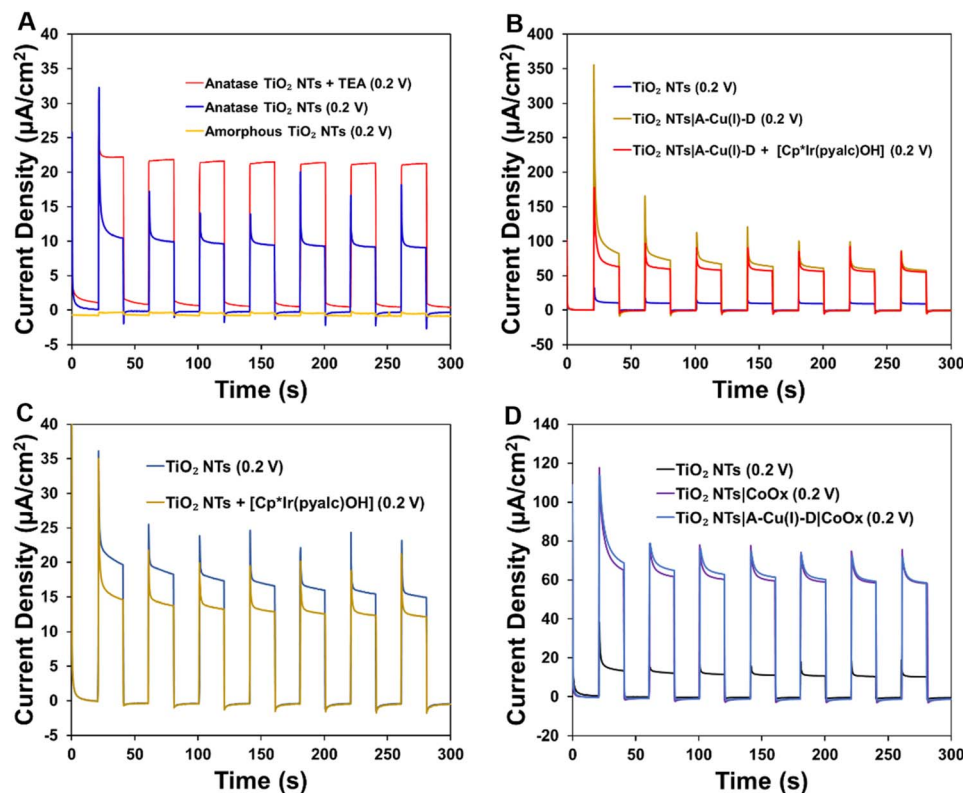 A
Current Density (µA/cm²)
40
35
30
25
20
15
10
5
0
-5
Anatase TiO₂ NTs + TEA (0.2 V)
Anatase TiO₂ NTs (0.2 V)
Amorphous TiO₂ NTs (0.2 V)
0 50 100 150 200 250 300
Time (s)
B
Current Density (µA/cm²)
400
350
300
250
200
150
100
50
0
-50
TiO₂ NTs (0.2 V)
TiO₂ NTs|A-Cu(I)-D (0.2 V)
TiO₂ NTs|A-Cu(I)-D + [Cp*Ir(pyalc)OH] (0.2 V)
0 50 100 150 200 250 300
Time (s)
C
Current Density (µA/cm²)
40
35
30
25
20
15
10
5
0
-5
TiO₂ NTs (0.2 V)
TiO₂ NTs + [Cp*Ir(pyalc)OH] (0.2 V)
0 50 100 150 200 250 300
Time (s)
D
Current Density (µA/cm²)
140
120
100
80
60
40
20
0
-20
TiO₂ NTs (0.2 V)
TiO₂ NTs|CoOx (0.2 V)
TiO₂ NTs|A-Cu(I)-D|CoOx (0.2 V)
0 50 100 150 200 250 300
Time (s)